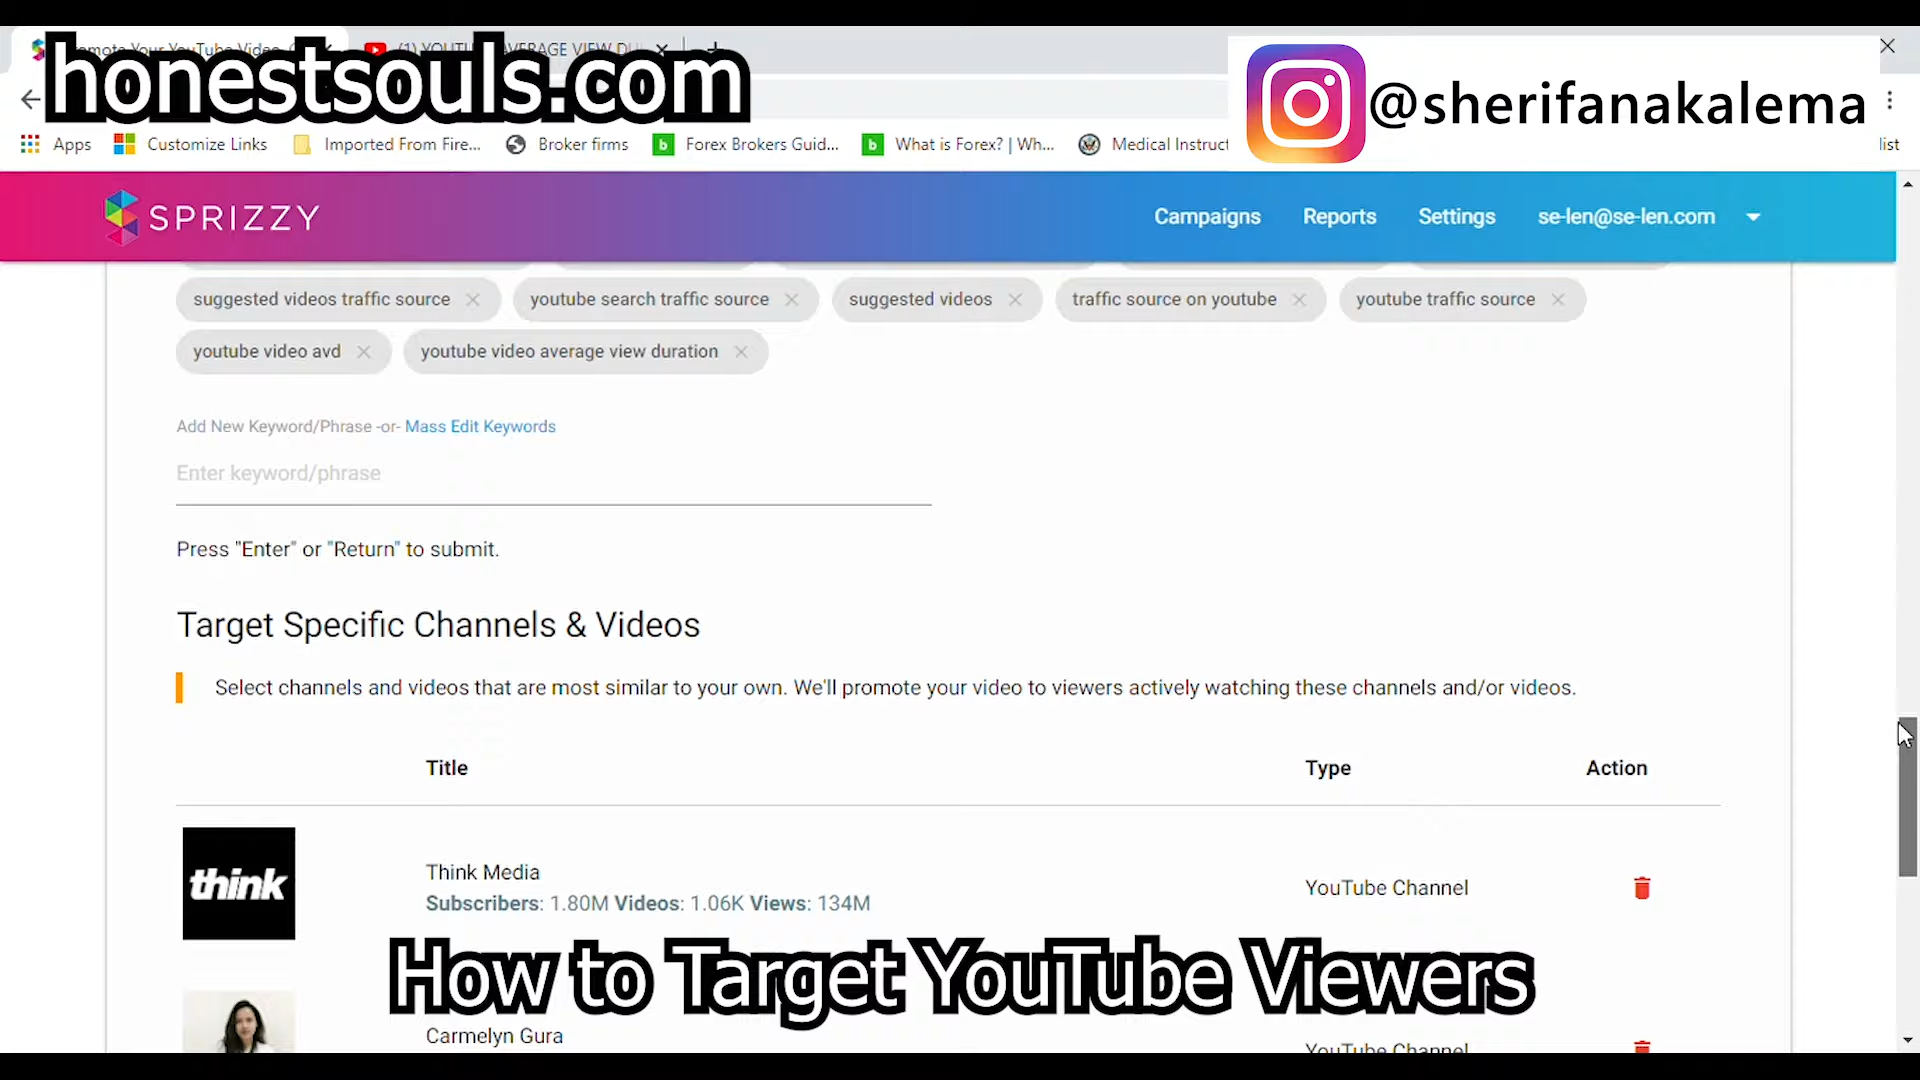 honestsouls.com
@sherifanakalema
Apps
Customize Links
Imported From Fire...
Broker firms
Forex Brokers Guid...
What is Forex? | Wh...
Medical Instruct
list
SPRIZZY
Campaigns
Reports
Settings
se-len@se-len.com
suggested videos traffic source
youtube search traffic source
suggested videos
traffic source on youtube
youtube traffic source
youtube video avd
youtube video average view duration
Add New Keyword/Phrase -or- Mass Edit Keywords
Enter keyword/phrase
Press "Enter" or "Return" to submit.
Target Specific Channels & Videos
Select channels and videos that are most similar to your own. We'll promote your video to viewers actively watching these channels and/or videos.
Title
Type
Action
think
Think Media
YouTube Channel
Subscribers: 1.80M Videos: 1.06K Views: 134M
How to Target YouTube Viewers
Carmelyn Gura
YouTube Channel